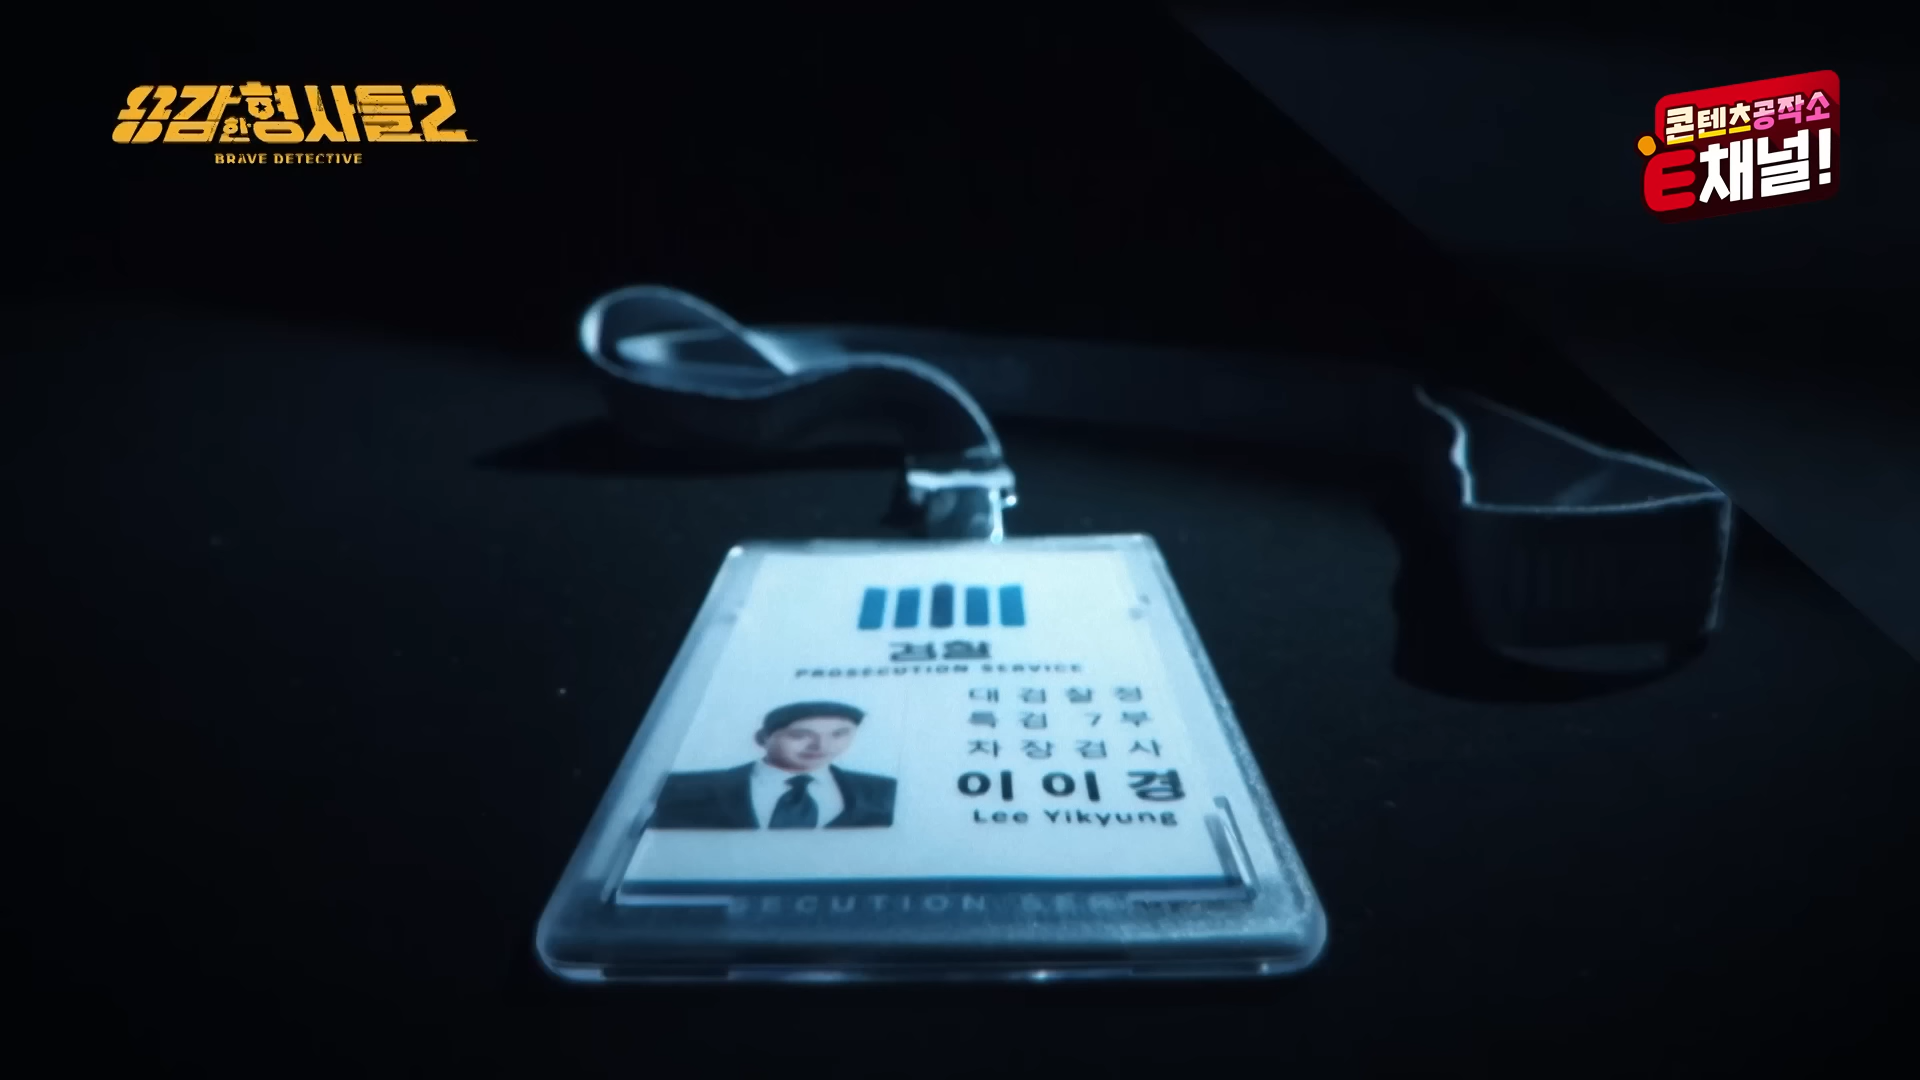 용감한형사들2
BRAVE DETECTIVE
콘텐츠공작소
E채널!
검찰
PROSECUTION SERVICE
대검찰청
특검 7부
차장검사
이이경
Lee Yikyung
SECUTION SER